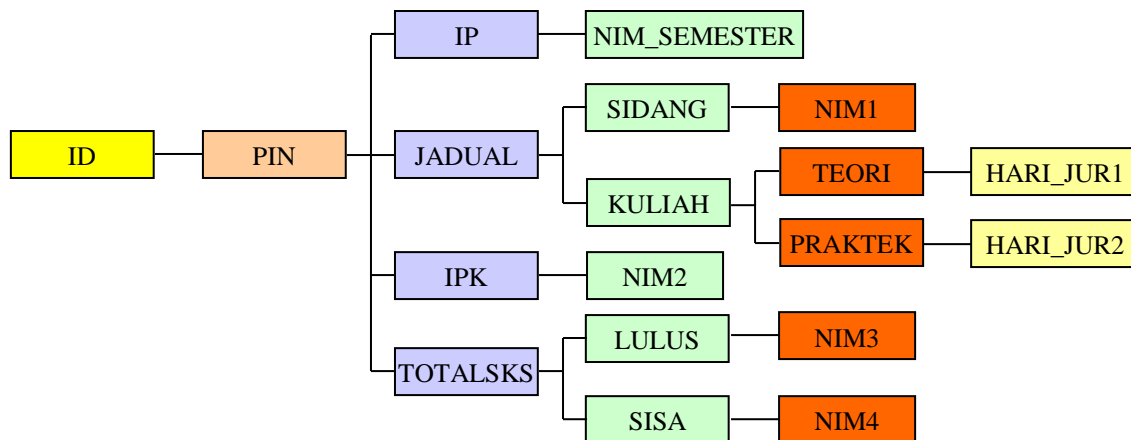 IP
NIM_SEMESTER
SIDANG
NIM1
ID
PIN
JADUAL
TEORI
HARI_JUR1
KULIAH
PRAKTEK
HARI_JUR2
IPK
NIM2
LULUS
NIM3
TOTALSKS
SISA
NIM4